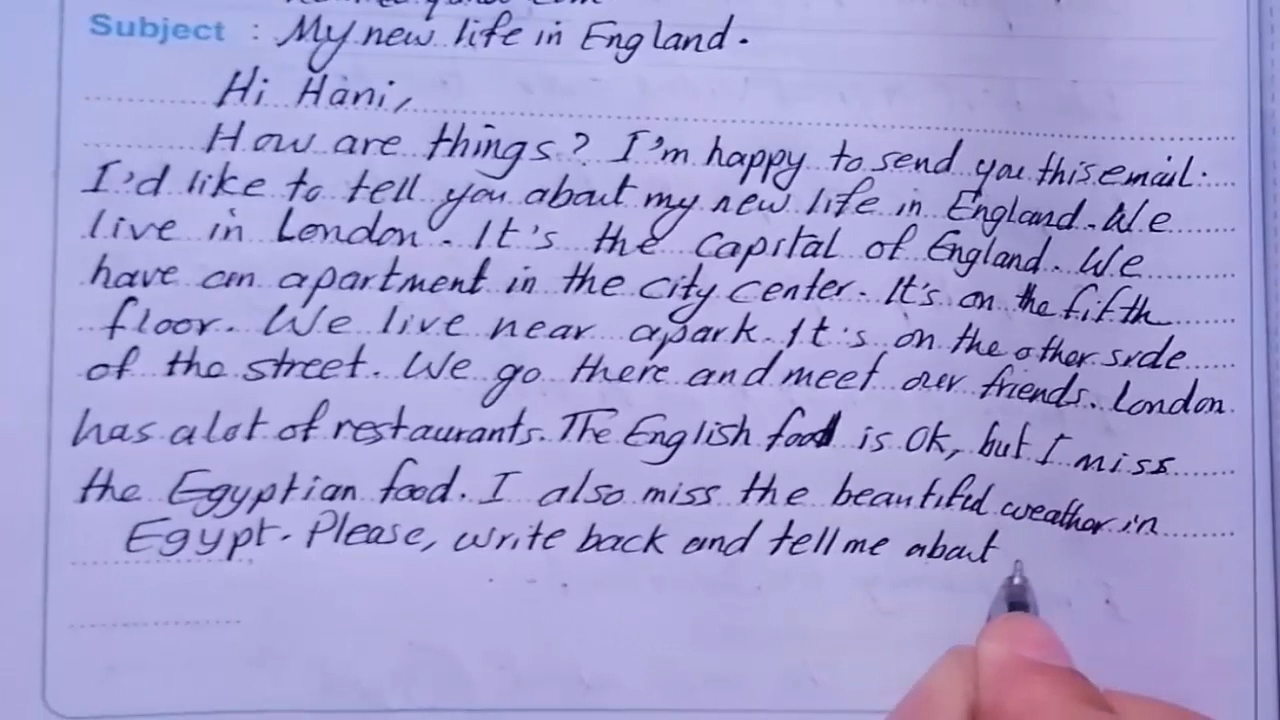 Subject : My new life in England.
Hi Hani,
How are things? I'm happy to send you this email.
I'd like to tell you about my new life in England. We
live in London. It's the capital of England. We
have an apartment in the city center. It's on the fifth
floor. We live near a park. It's on the other side
of the street. We go there and meet our friends. London
has a lot of restaurants. The English food is Ok, but I miss
the Egyptian food. I also miss the beautiful weather in
Egypt. Please, write back and tell me about